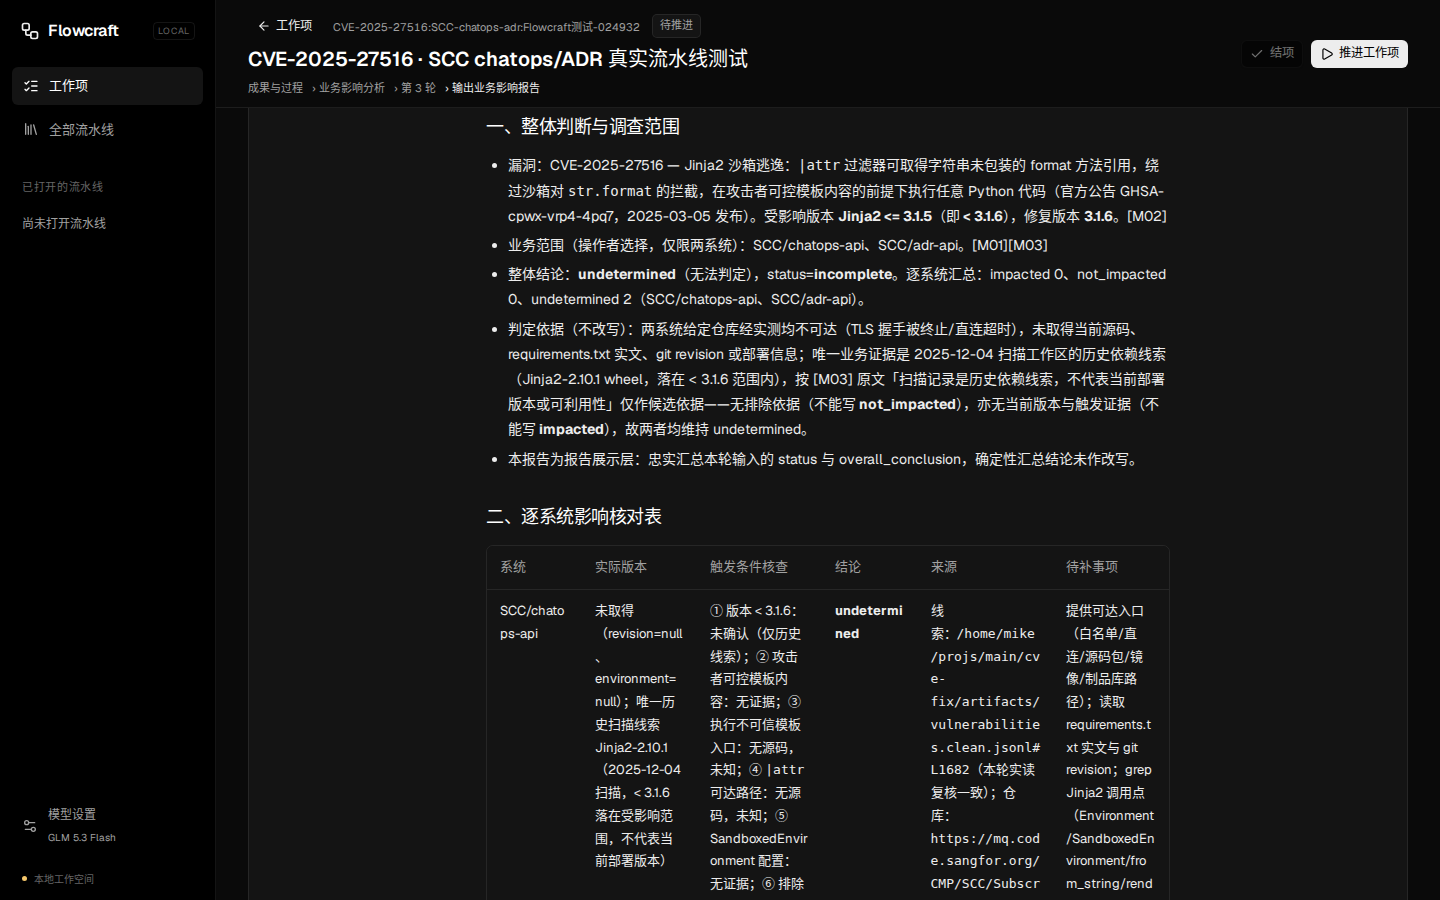 Flowcraft
LOCAL
工作项
全部流水线
已打开的流水线
尚未打开流水线
模型设置
GLM 5.3 Flash
本地工作空间
工作项
CVE-2025-27516:SCC-chatops-adr:Flowcraft测试-024932
待推进
CVE-2025-27516 · SCC chatops/ADR 真实流水线测试
成果与过程 › 业务影响分析 › 第 3 轮 › 输出业务影响报告
结项
推进工作项
一、整体判断与调查范围
• 漏洞：CVE-2025-27516 — Jinja2 沙箱逃逸：|attr 过滤器可取得字符串未包装的 format 方法引用，绕
过沙箱对 str.format 的拦截，在攻击者可控模板内容的前提下执行任意 Python 代码（官方公告 GHSA-
cpwx-vrp4-4pq7，2025-03-05 发布）。受影响版本 Jinja2 <= 3.1.5（即 < 3.1.6），修复版本 3.1.6。[M02]
• 业务范围（操作者选择，仅限两系统）：SCC/chatops-api、SCC/adr-api。[M01][M03]
• 整体结论：undetermined（无法判定），status=incomplete。逐系统汇总：impacted 0、not_impacted
0、undetermined 2（SCC/chatops-api、SCC/adr-api）。
• 判定依据（不改写）：两系统给定仓库经实测均不可达（TLS 握手被终止/直连超时），未取得当前源码、
requirements.txt 实文、git revision 或部署信息；唯一业务证据是 2025-12-04 扫描工作区的历史依赖线索
（Jinja2-2.10.1 wheel，落在 < 3.1.6 范围内），按 [M03] 原文「扫描记录是历史依赖线索，不代表当前部署
版本或可利用性」仅作候选依据——无排除依据（不能写 not_impacted），亦无当前版本与触发证据（不
能写 impacted），故两者均维持 undetermined。
• 本报告为报告展示层：忠实汇总本轮输入的 status 与 overall_conclusion，确定性汇总结论未作改写。
二、逐系统影响核对表
系统
实际版本
触发条件核查
结论
来源
待补事项
SCC/chato
ps-api
未取得
（revision=null
、
environment=
null）；唯一历
史扫描线索
Jinja2-2.10.1
（2025-12-04
扫描，< 3.1.6
落在受影响范
围，不代表当
前部署版本）
① 版本 < 3.1.6：
未确认（仅历史
线索）；② 攻击
者可控模板内
容：无证据；③
执行不可信模板
入口：无源码，
未知；④ |attr
可达路径：无源
码，未知；⑤
SandboxedEnvir
onment 配置：
无证据；⑥ 排除
undetermi
ned
线
索：/home/mike
/projs/main/cv
e-
fix/artifacts/
vulnerabilitie
s.clean.jsonl#
L1682（本轮实读
复核一致）；仓
库：
https://mq.cod
e.sangfor.org/
CMP/SCC/Subscr
提供可达入口
（白名单/直
连/源码包/镜
像/制品库路
径）；读取
requirements.t
xt 实文与 git
revision；grep
Jinja2 调用点
（Environment
/SandboxedEn
vironment/fro
m_string/rend